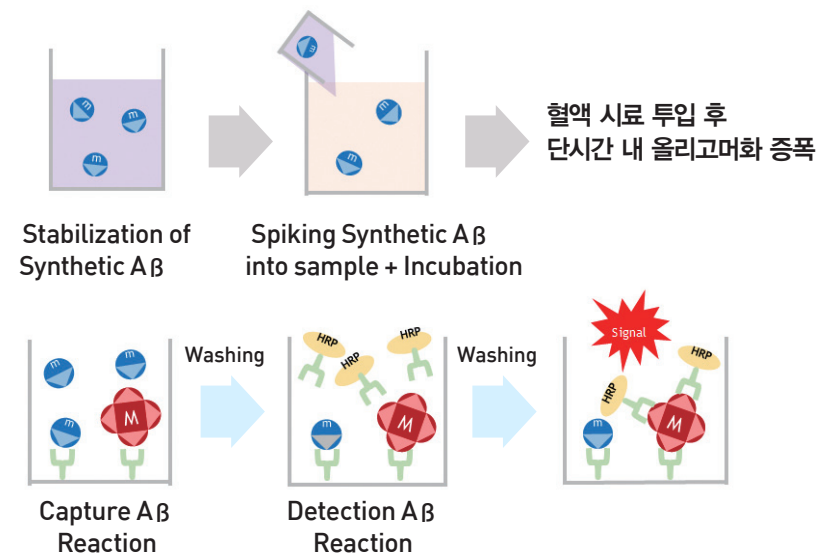 m
m
m
m
m
m
혈액 시료 투입 후
단시간 내 올리고머화 증폭
Stabilization of
Synthetic Aβ
Spiking Synthetic Aβ
into sample + Incubation
m
m
m
M
Washing
HRP
HRP
HRP
m
M
Washing
Signal
HRP
HRP
m
M
Capture Aβ
Reaction
Detection Aβ
Reaction